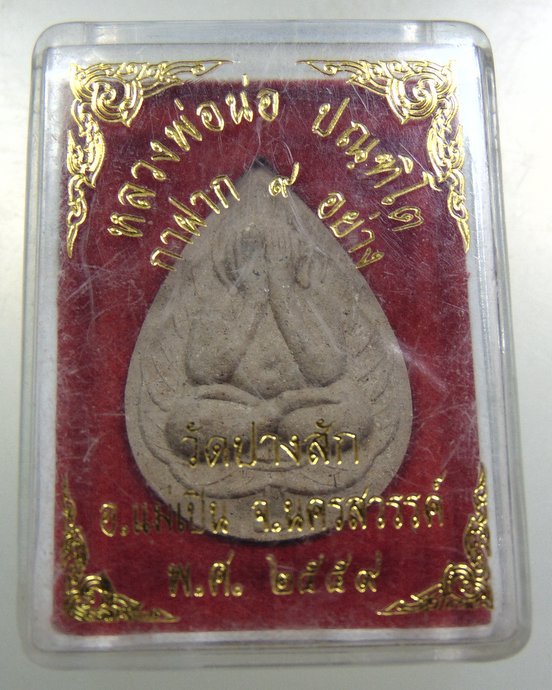 หลวงพ่อน่อ ปณฑิโต
กาฝาก ๙ อย่าง
วัดปางสัก
อ.แม่เปิน จ.นครสวรรค์
พ.ศ. ๒๕๕๙